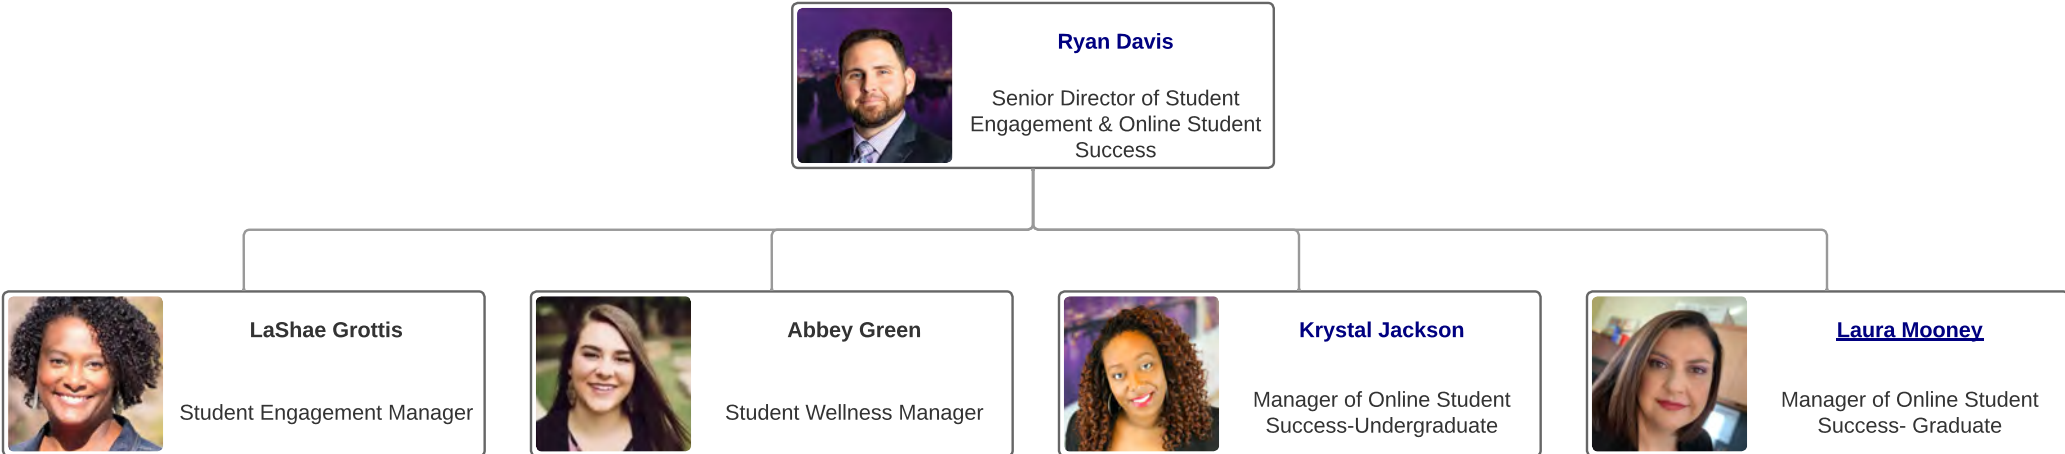 Ryan Davis
Senior Director of Student
Engagement & Online Student
Success
LaShae Grottis
Student Engagement Manager
Abbey Green
Student Wellness Manager
Krystal Jackson
Manager of Online Student
Success-Undergraduate
Laura Mooney
Manager of Online Student
Success- Graduate